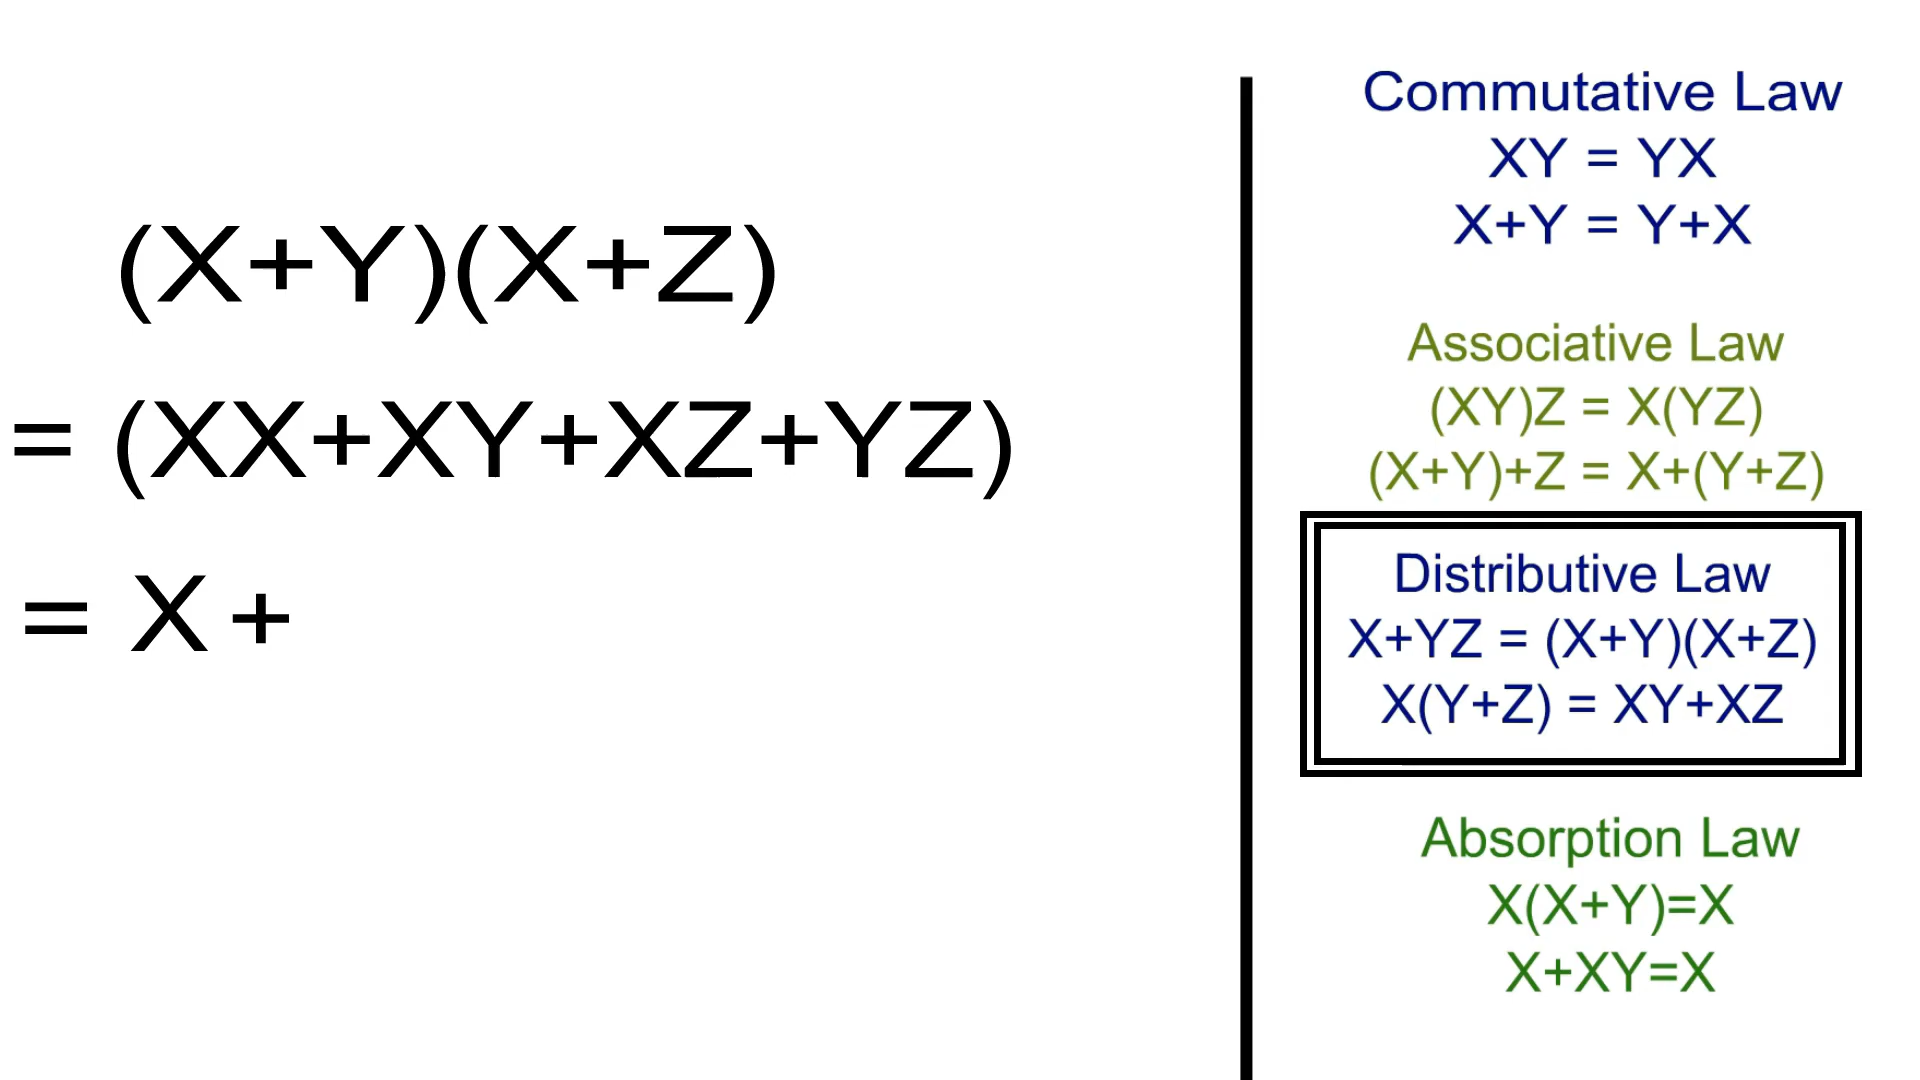 (X+Y)(X+Z)
= (XX+XY+XZ+YZ)
= X +
Commutative Law
XY = YX
X+Y = Y+X
Associative Law
(XY)Z = X(YZ)
(X+Y)+Z = X+(Y+Z)
Distributive Law
X+YZ = (X+Y)(X+Z)
X(Y+Z) = XY+XZ
Absorption Law
X(X+Y)=X
X+XY=X